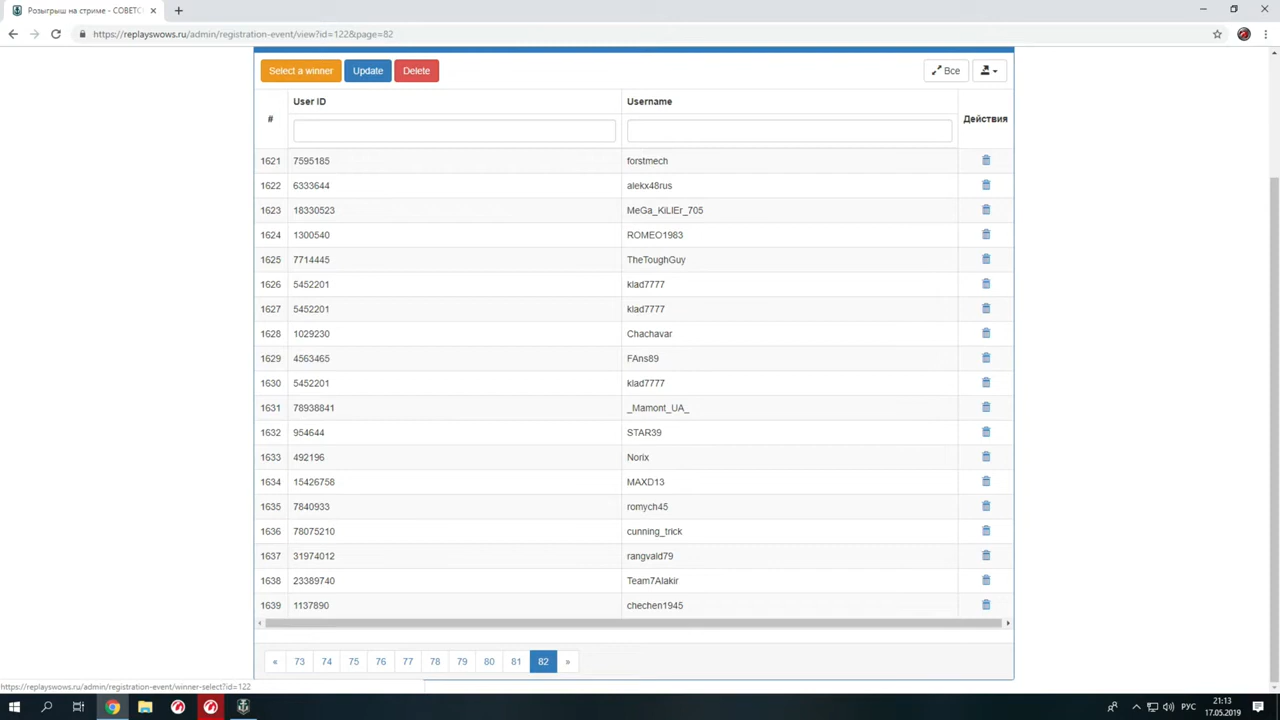 Розыгрыш на стриме - СОВЕТС
https://replayswows.ru/admin/registration-event/view?id=122&page=82
Select a winner Update Delete Все
# User ID Username Действия
1621 7595185 forstmech
1622 6333644 alekx48rus
1623 18330523 MeGa_KiLlEr_705
1624 1300540 ROMEO1983
1625 7714445 TheToughGuy
1626 5452201 klad7777
1627 5452201 klad7777
1628 1029230 Chachavar
1629 4563465 FAns89
1630 5452201 klad7777
1631 78938841 _Mamont_UA_
1632 954644 STAR39
1633 492196 Norix
1634 15426758 MAXD13
1635 7840933 romych45
1636 78075210 cunning_trick
1637 31974012 rangvald79
1638 23389740 Team7Alakir
1639 1137890 chechen1945
« 73 74 75 76 77 78 79 80 81 82 »
https://replayswows.ru/admin/registration-event/winner-select?id=122
РУС
21:13
17.05.2019